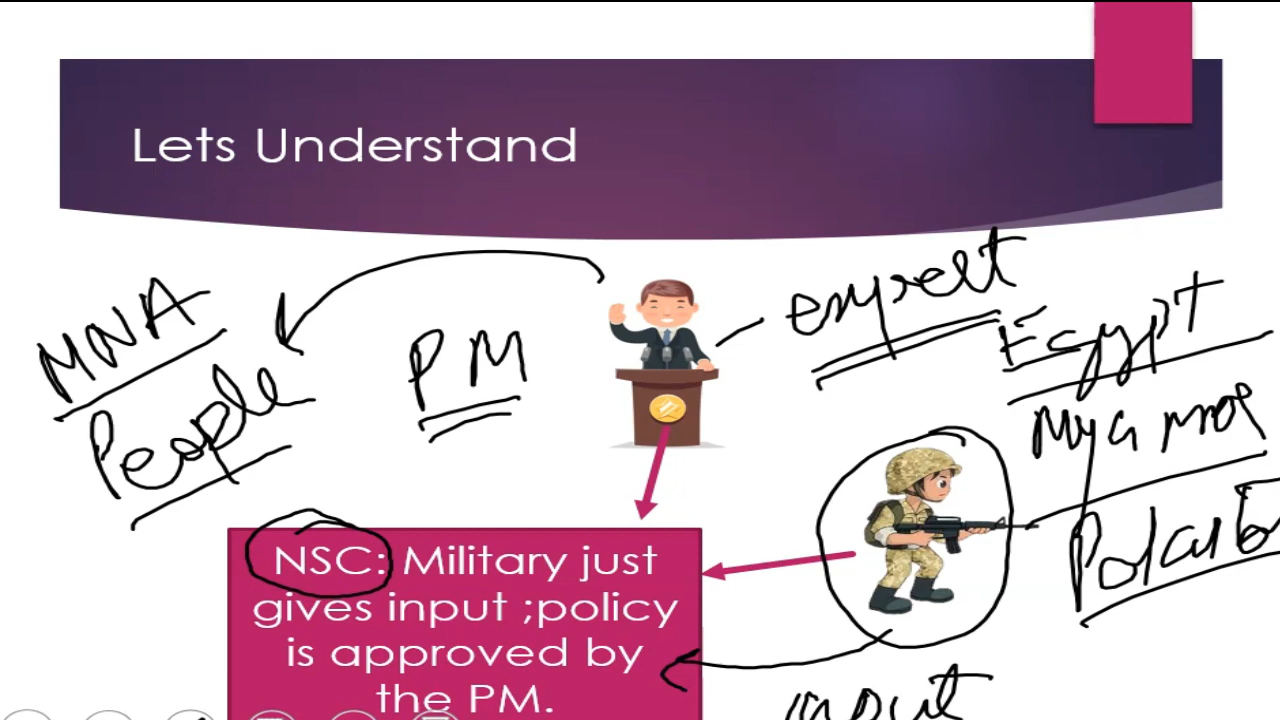 Lets Understand
MNA
People
PM
expert
Egypt
NSC: Military just
gives input ;policy
is approved by
the PM.
input